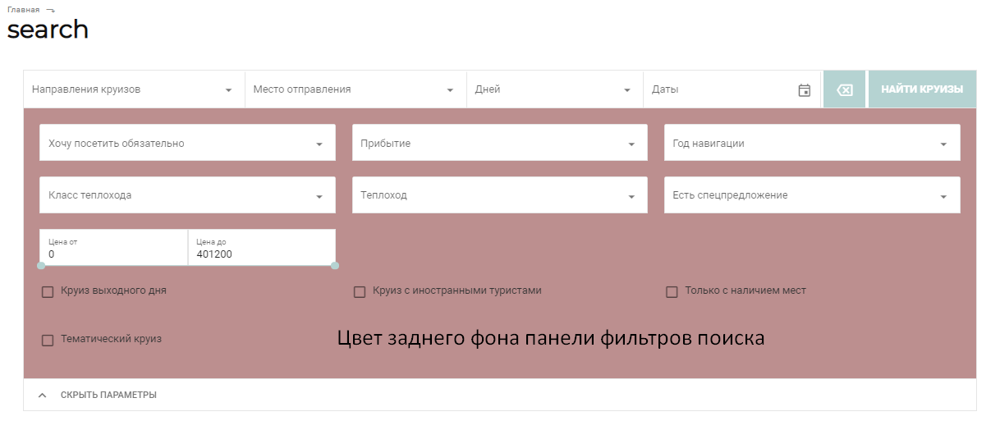 Главная
search
Направления круизов Место отправления Дней Даты НАЙТИ КРУИЗЫ
Хочу посетить обязательно Прибытие Год навигации
Класс теплохода Теплоход Есть спецпредложение
Цена от Цена до
0 401200
Круиз выходного дня Круиз с иностранными туристами Только с наличием мест
Тематический круиз Цвет заднего фона панели фильтров поиска
СКРЫТЬ ПАРАМЕТРЫ